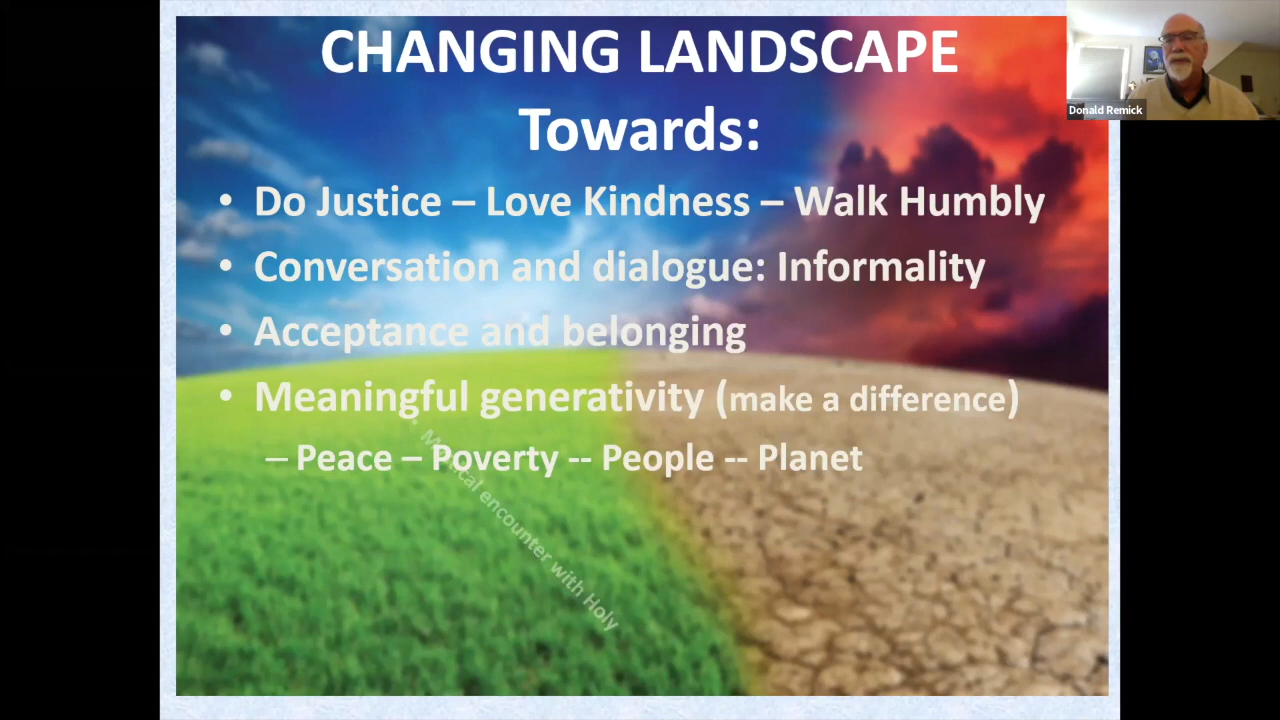 CHANGING LANDSCAPE
Towards:
• Do Justice – Love Kindness – Walk Humbly
• Conversation and dialogue: Informality
• Acceptance and belonging
• Meaningful generativity (make a difference)
– Peace – Poverty -- People -- Planet
• Mystical encounter with Holy
Donald Remick